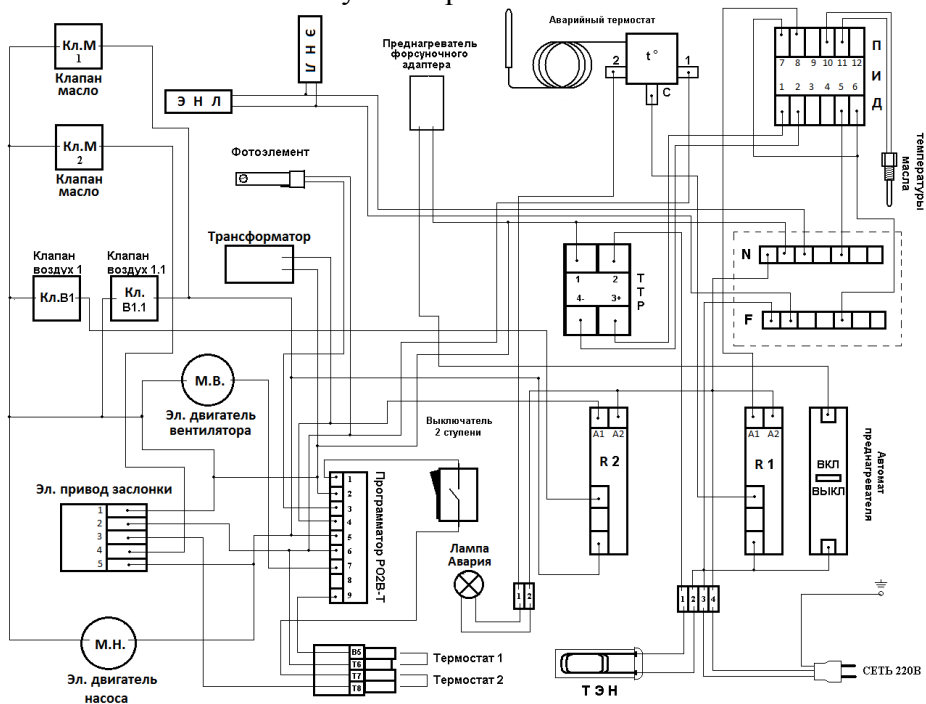 Кл.М
1
Клапан
масло
Э Н Л
Э Н Л
Преднагреватель
форсуночного
адаптера
Аварийный термостат
t°
2
1
С
7 8 9 10 11 12
1 2 3 4 5 6
П
И
Д
температуры
масла
Кл.М
2
Клапан
масло
Фотоэлемент
Трансформатор
Клапан
воздух 1
Кл.В1
Клапан
воздух 1.1
Кл.
В1.1
1 2
4- 3+
Т
Т
Р
N
F
М.В.
Эл. двигатель
вентилятора
Выключатель
2 ступени
А1 А2
R 2
А1 А2
R 1
ВКЛ
ВЫКЛ
Автомат
преднагревателя
Эл. привод заслонки
1
2
3
4
5
1
2
3
4
5
6
7
8
9
Программатор РО2В-Т
Лампа
Авария
1 2
1 2 3 4
М.Н.
Эл. двигатель
насоса
В5
Т6
Т7
Т8
Термостат 1
Термостат 2
Т Э Н
СЕТЬ 220В